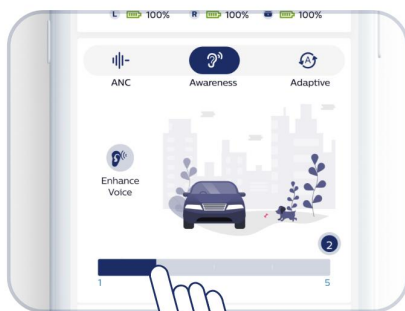 L 100% R 100% 100%
ANC Awareness Adaptive
A
Enhance
Voice
2
1 5